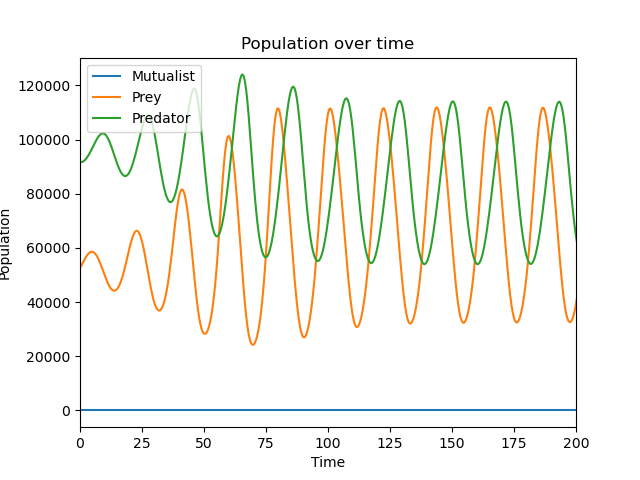 Population over time
Mutualist
Prey
Predator
120000
100000
80000
60000
40000
20000
0
Population
0 25 50 75 100 125 150 175 200
Time